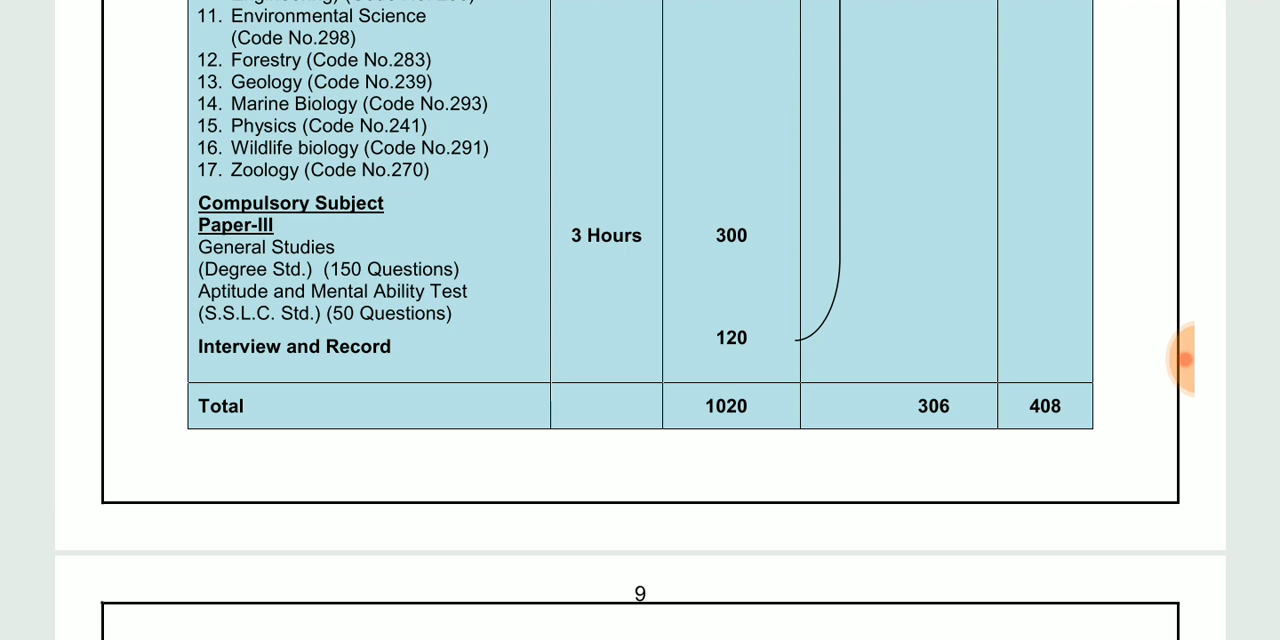 11. Environmental Science
(Code No.298)
12. Forestry (Code No.283)
13. Geology (Code No.239)
14. Marine Biology (Code No.293)
15. Physics (Code No.241)
16. Wildlife biology (Code No.291)
17. Zoology (Code No.270)
Compulsory Subject
Paper-III
General Studies
(Degree Std.) (150 Questions)
Aptitude and Mental Ability Test
(S.S.L.C. Std.) (50 Questions)
3 Hours
300
Interview and Record
120
Total
1020
306
408
9